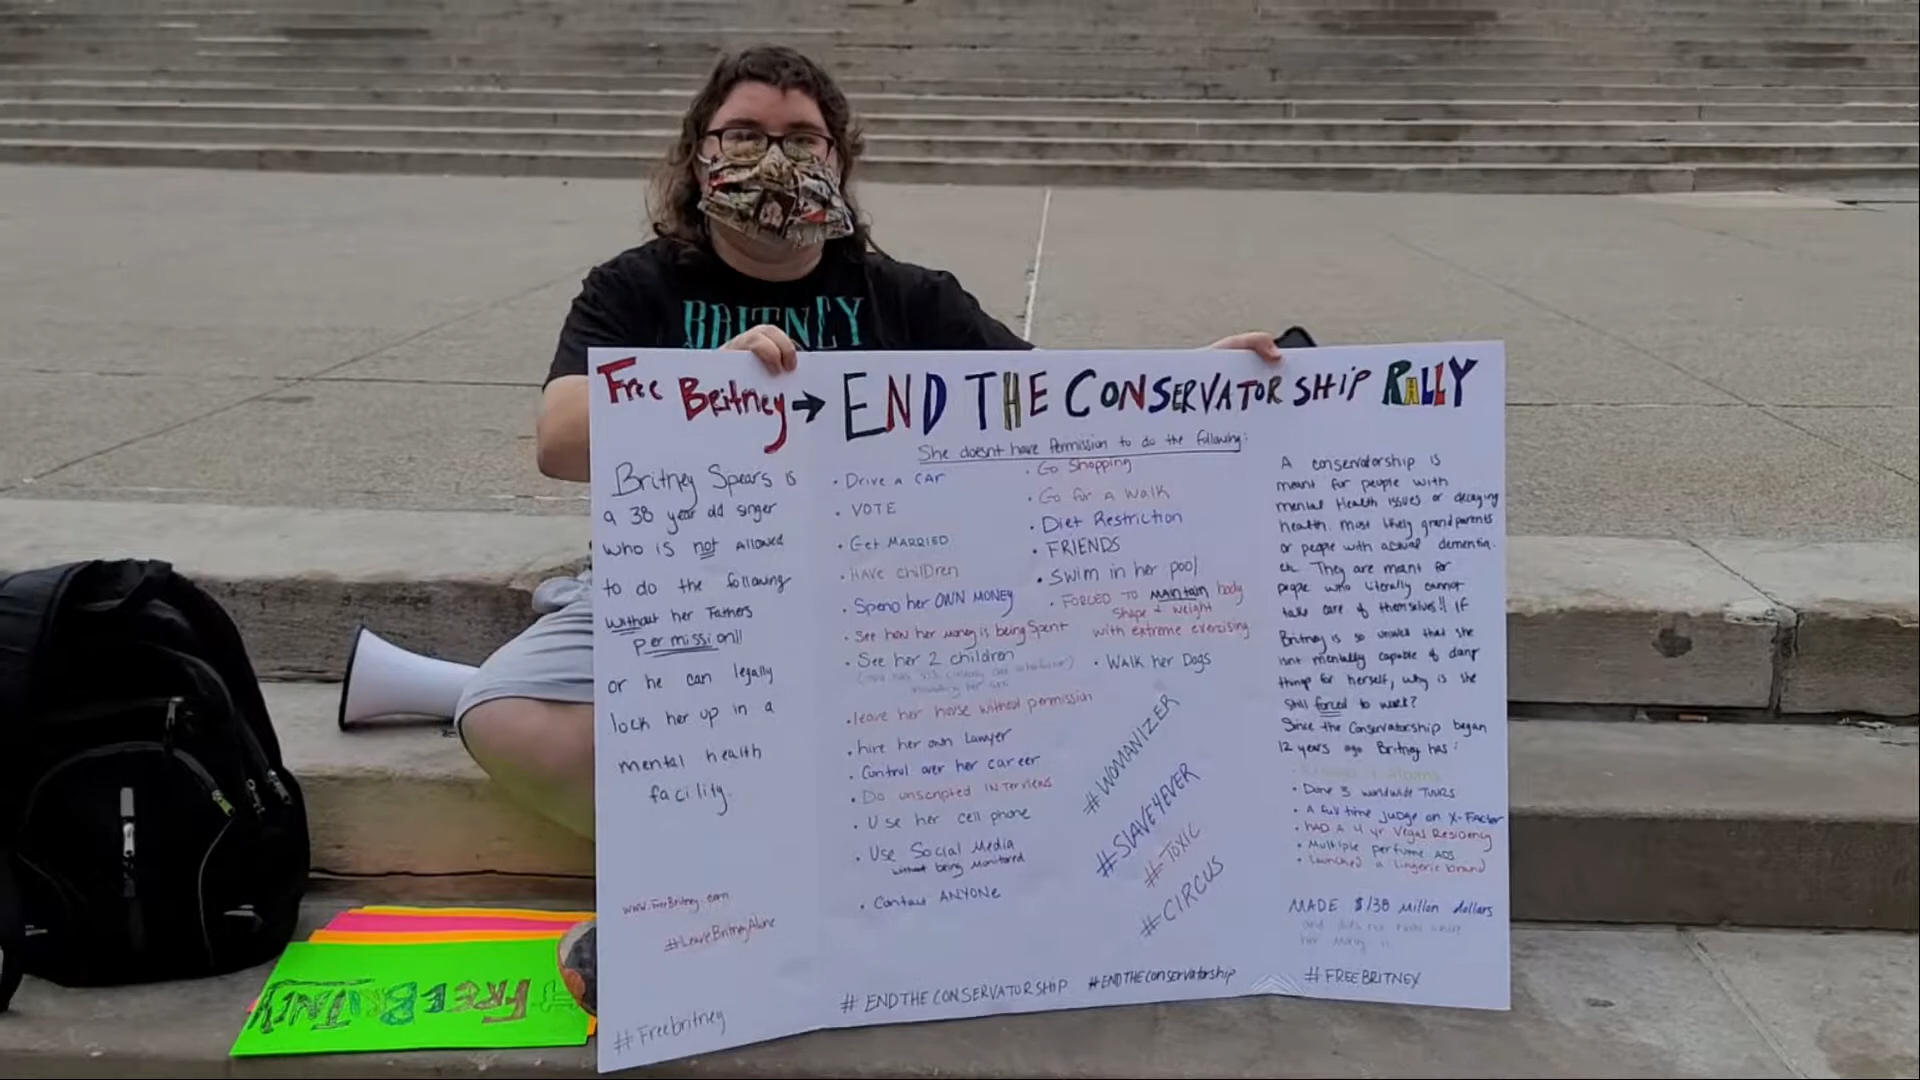 BRITNEY
Free Britney → END THE CONSERVATORSHIP RALLY
Britney Spears is
a 38 year old singer
who is not allowed
to do the following
without her Fathers
permission!!
or he can legally
lock her up in a
mental health
facility.
www.FreeBritney.com
#LeaveBritneyAlone
#Freebritney
She doesnt have Permission to do the following:
• Drive a CAR
• VOTE
• Get MARRIED
• HAVE chilDren
• Spend her OWN MONEY
• See how her money is being Spent
• See her 2 children
• leave her house without permission
• hire her own Lawyer
• Control over her career
• Do unscripted INTerviews
• Use her cell phone
• Use Social Media
without being monitored
• Contact ANYONe
• Go Shopping
• Go for a Walk
• Diet Restriction
• FRIENDS
• Swim in her pool
• FORCED TO MAINtain body
Shape & weight
with extreme exercising
• WALK her Dogs
#WOMANIZER
#SLAVE4EVER
#TOXIC
#CIRCUS
# ENDTHECONSERVATORSHIP
#ENDTHEConservatorship
A conservatorship is
meant for people with
mental Health issues or decaying
health. most likely grandparents
or people with actual dementia.
etc. They are meant for
people who literally cannot
take care of themselves!! IF
Britney is so that she
isnt mentally capable of
things for herself, why is she
still forced to work?
Since the Conservatorship began
12 years ago Britney has:
• Done 3 worldwide TOURS
• A full time judge on X-Factor
• HAD A 4 yr Vegas Residency
• Multiple perfume ADS
• Launched a Lingerie brand
MADE $138 Million dollars
#FREEBRITNEY
#FREEBRITNEY